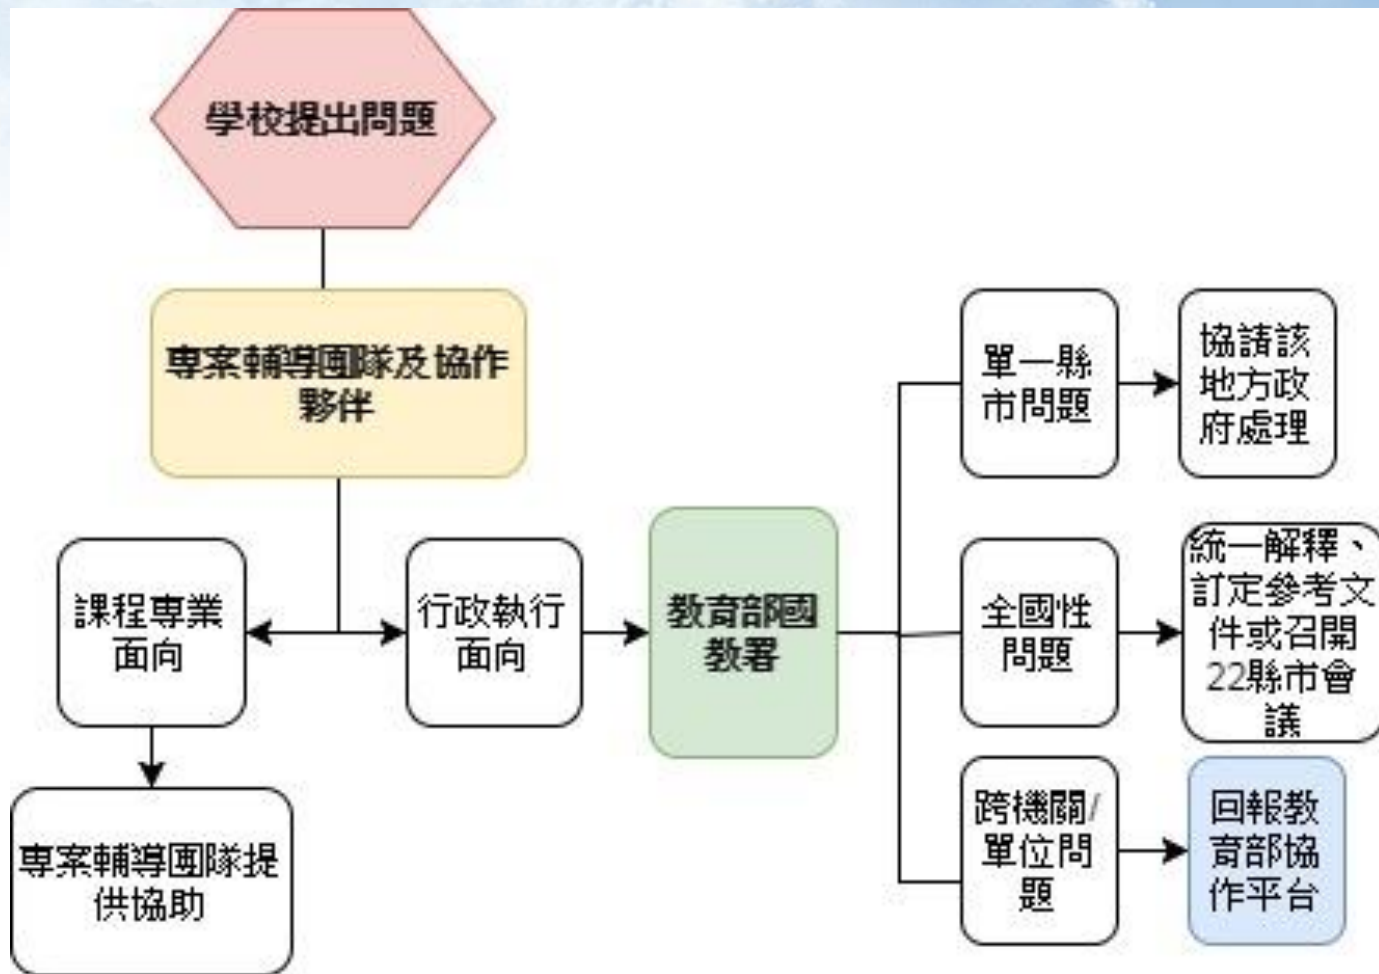 學校提出問題
專案輔導團隊及協作
夥伴
課程專業
面向
行政執行
面向
專案輔導團隊提
供協助
教育部國
教署
單一縣
市問題
協請該
地方政
府處理
全國性
問題
統一解釋、
訂定參考文
件或召開
22縣市會
議
跨機關/
單位問
題
回報教
育部協
作平台